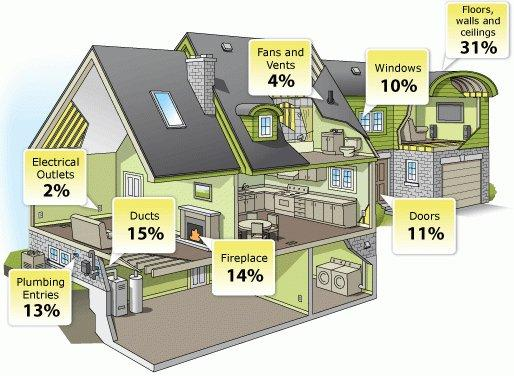 Floors,
walls and
ceilings
31%
Fans and
Vents
4%
Windows
10%
Electrical
Outlets
2%
Ducts
15%
Doors
11%
Fireplace
14%
Plumbing
Entries
13%